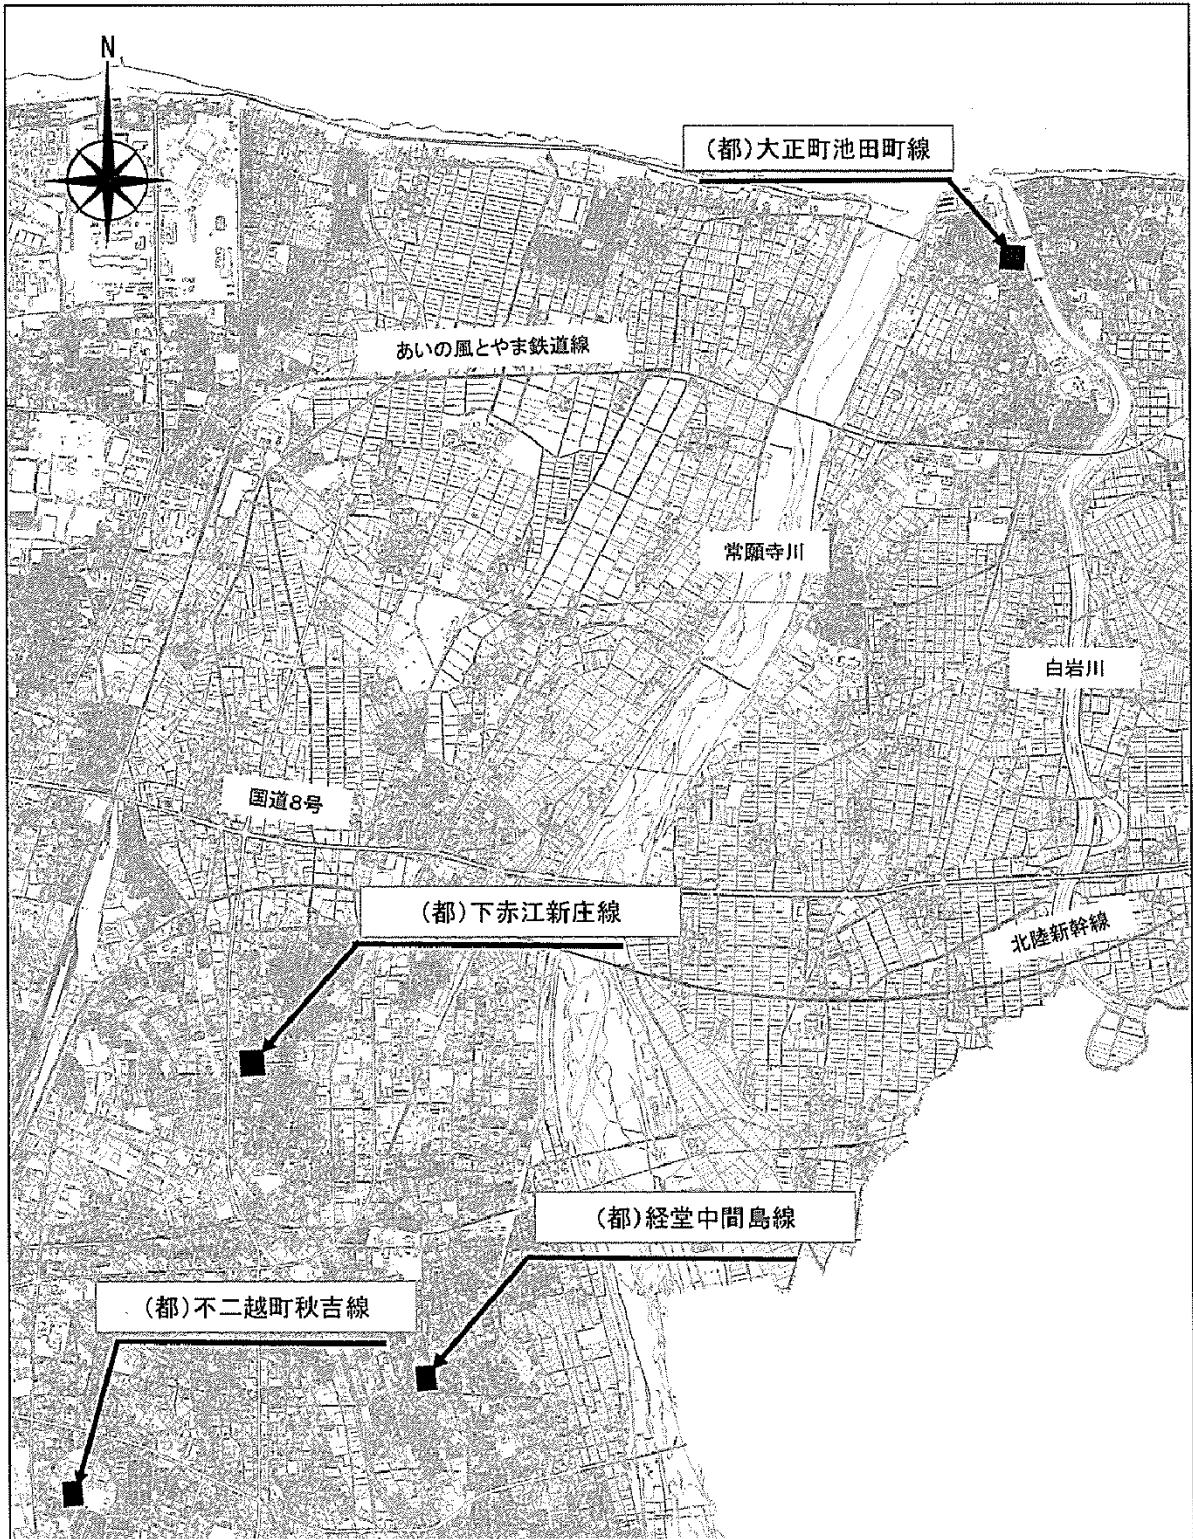 N
(都)大正町池田町線
あいの風とやま鉄道線
常願寺川
白岩川
国道8号
(都)下赤江新庄線
北陸新幹線
(都)経堂中間島線
(都)不二越町秋吉線